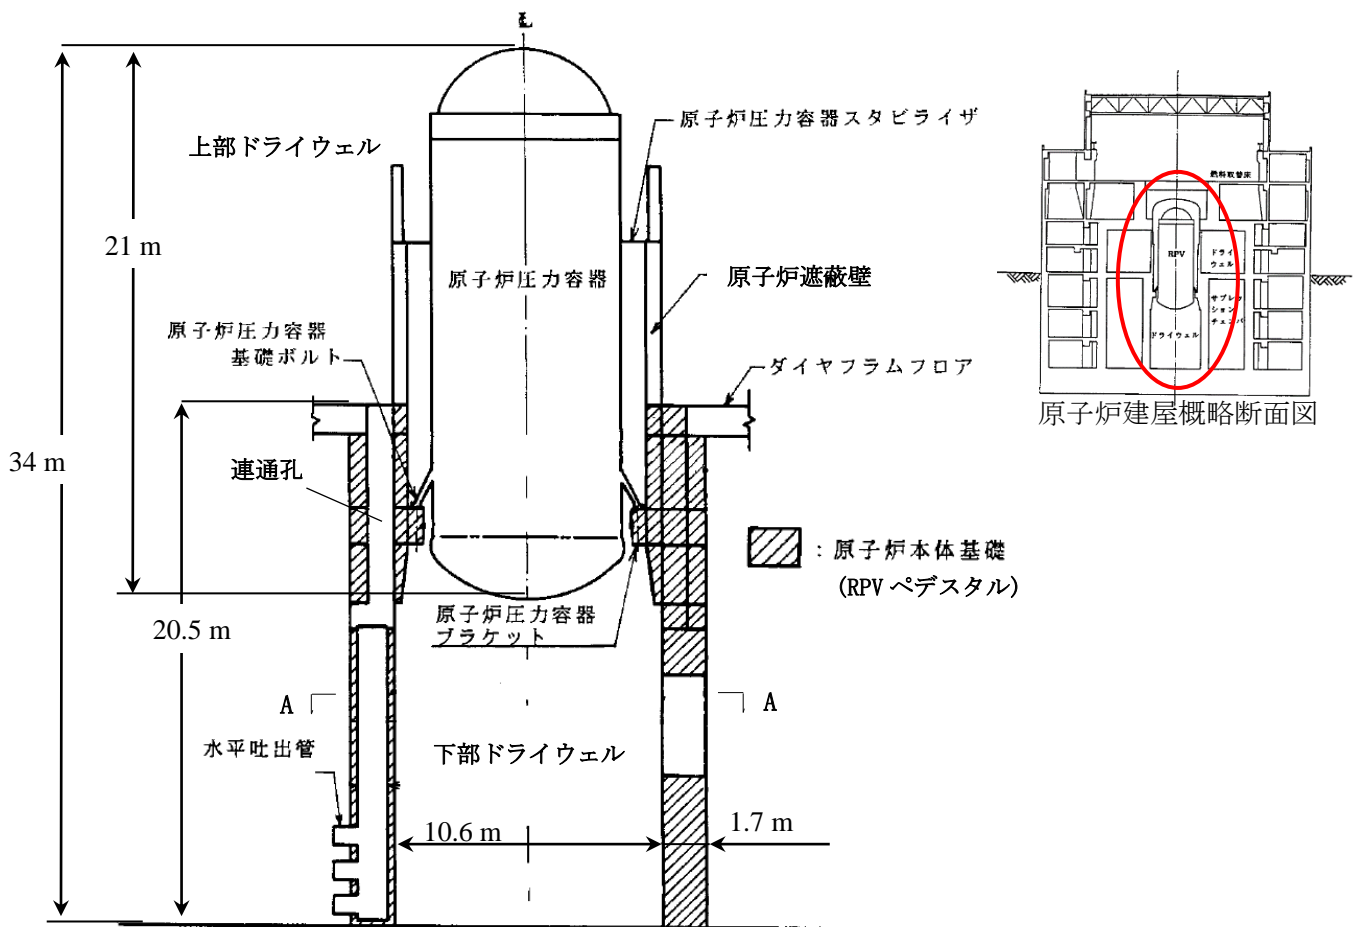 ℄
原子炉圧力容器スタビライザ
上部ドライウェル
21 m
原子炉圧力容器
原子炉遮蔽壁
原子炉圧力容器
基礎ボルト
ダイヤフラムフロア
34 m
連通孔
：原子炉本体基礎
(RPV ペデスタル)
20.5 m
原子炉圧力容器
ブラケット
A
A
水平吐出管
下部ドライウェル
10.6 m
1.7 m
燃料取替床
RPV
ドライ
ウェル
サプレッ
ション
チェンバ
ドライウェル
原子炉建屋概略断面図